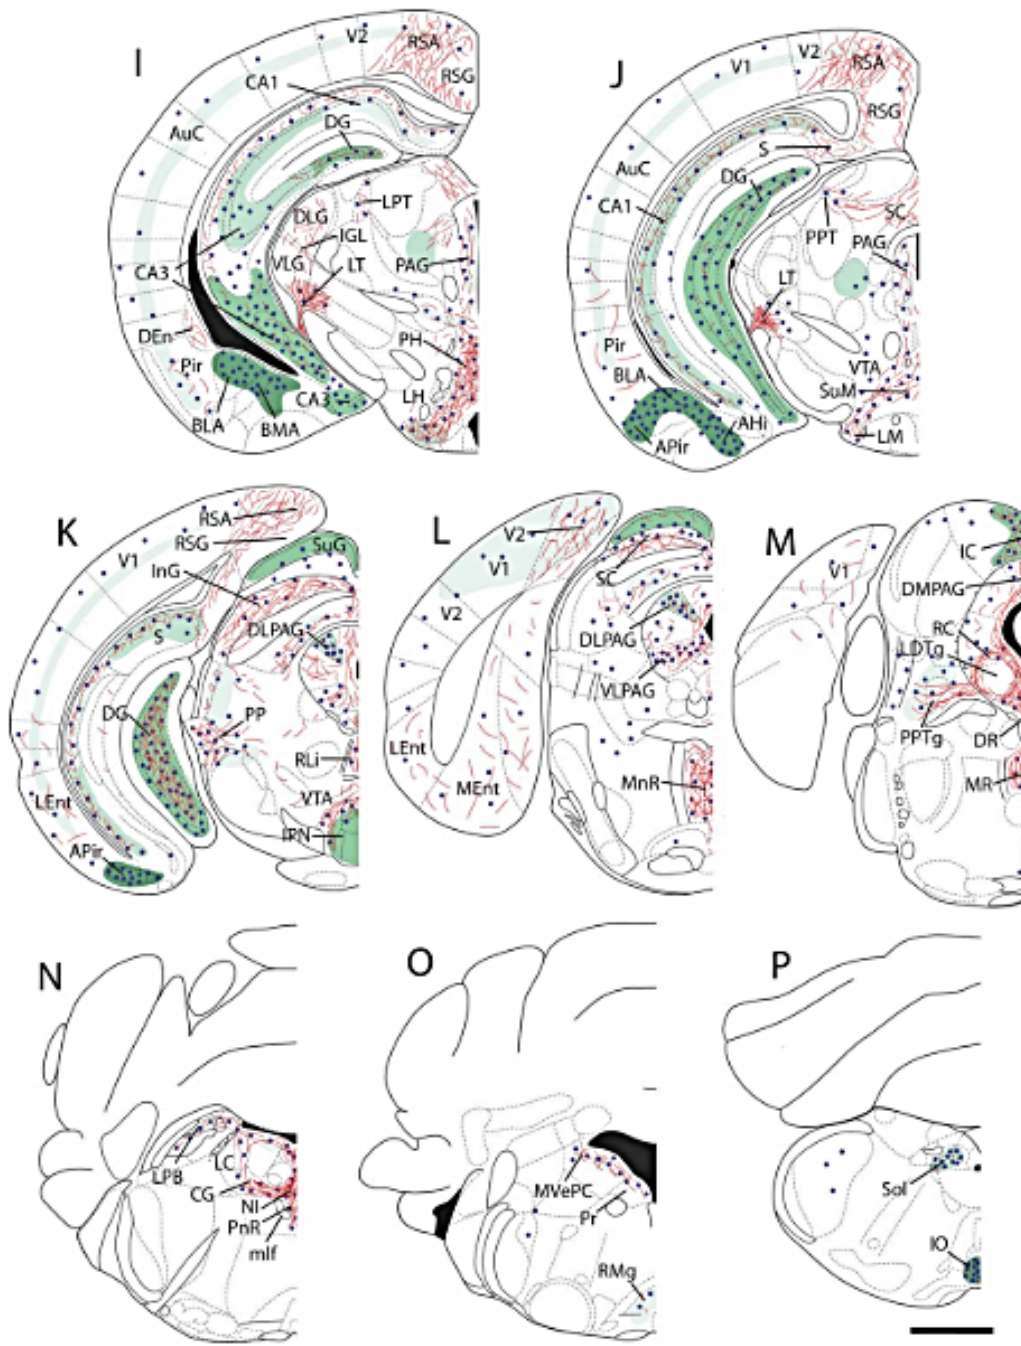 I
V2
RSA
RSG
CA1
DG
AuC
LPT
DLG
IGL
VLG
LT
PAG
CA3
DEn
PH
Pir
LH
CA3
BLA
BMA
J
V1
V2
RSA
RSG
S
AuC
DG
CA1
SC
PPT
PAG
LT
Pir
VTA
BLA
SuM
AHi
APir
LM
K
RSA
RSG
SuG
V1
InG
DLPAG
S
DG
PP
RLi
VTA
LEnt
IPN
APir
L
V2
V1
SC
V2
DLPAG
VLPAG
LEnt
MEnt
MnR
M
IC
V1
DMPAG
RC
LDTg
PPTg
DR
MR
N
LPB
LC
CG
NI
PnR
mlf
O
MVePC
Pr
RMg
P
Sol
IO